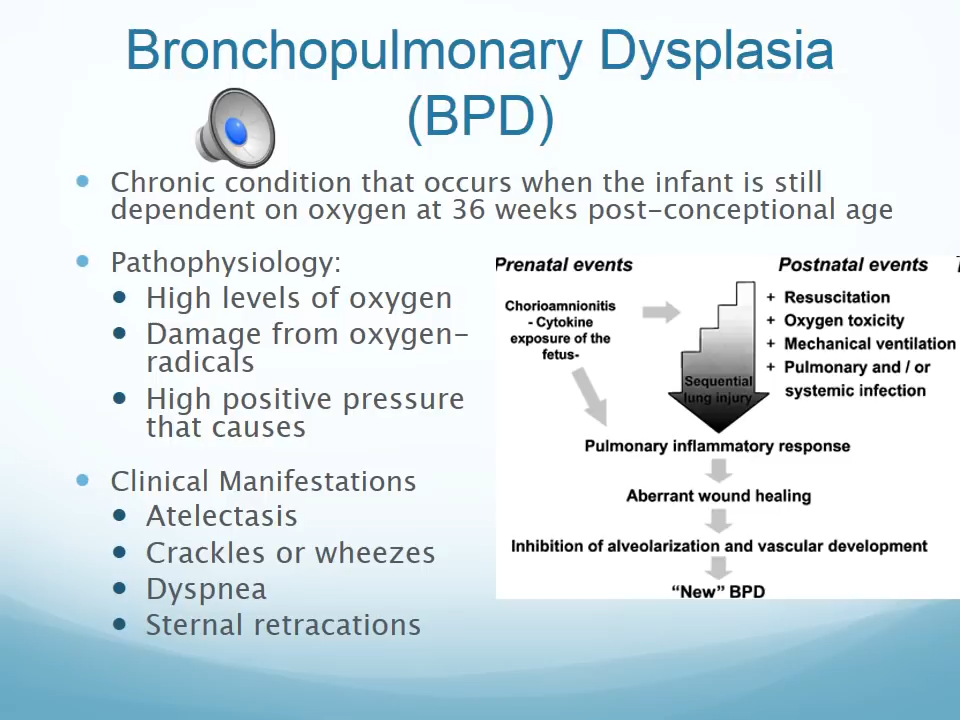 Bronchopulmonary Dysplasia
(BPD)
Chronic condition that occurs when the infant is still
dependent on oxygen at 36 weeks post-conceptional age
Pathophysiology:
High levels of oxygen
Damage from oxygen-
radicals
High positive pressure
that causes
Clinical Manifestations
Atelectasis
Crackles or wheezes
Dyspnea
Sternal retracations
Prenatal events
Chorioamnionitis
- Cytokine
exposure of the
fetus-
Postnatal events
+ Resuscitation
+ Oxygen toxicity
+ Mechanical ventilation
+ Pulmonary and / or
systemic infection
Sequential
lung injury
Pulmonary inflammatory response
Aberrant wound healing
Inhibition of alveolarization and vascular development
“New” BPD